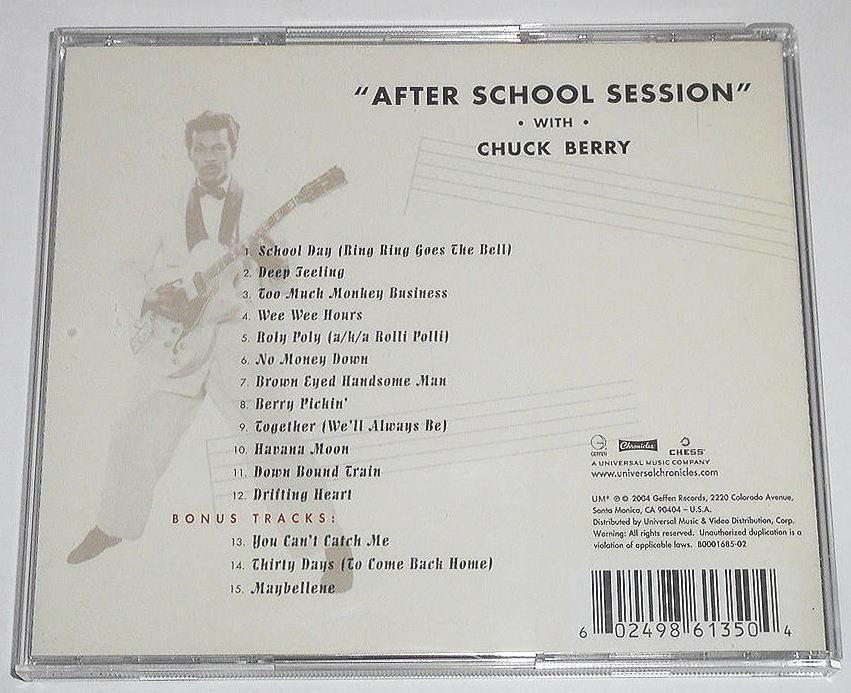 "AFTER SCHOOL SESSION"
• WITH •
CHUCK BERRY
1. School Day (Ring Ring Goes The Bell)
2. Deep Feeling
3. Too Much Monkey Business
4. Wee Wee Hours
5. Roly Poly (a/k/a Rolli Polli)
6. No Money Down
7. Brown Eyed Handsome Man
8. Berry Pickin'
9. Together (We'll Always Be)
10. Havana Moon
11. Down Bound Train
12. Drifting Heart
BONUS TRACKS:
13. You Can't Catch Me
14. Thirty Days (To Come Back Home)
15. Maybellene
GEFFEN Chronicles CHESS
A UNIVERSAL MUSIC COMPANY
www.universalchronicles.com
UM® ℗ © 2004 Geffen Records, 2220 Colorado Avenue,
Santa Monica, CA 90404 – U.S.A.
Distributed by Universal Music & Video Distribution, Corp.
Warning: All rights reserved. Unauthorized duplication is a
violation of applicable laws. B0001685-02
6 02498 61350 4